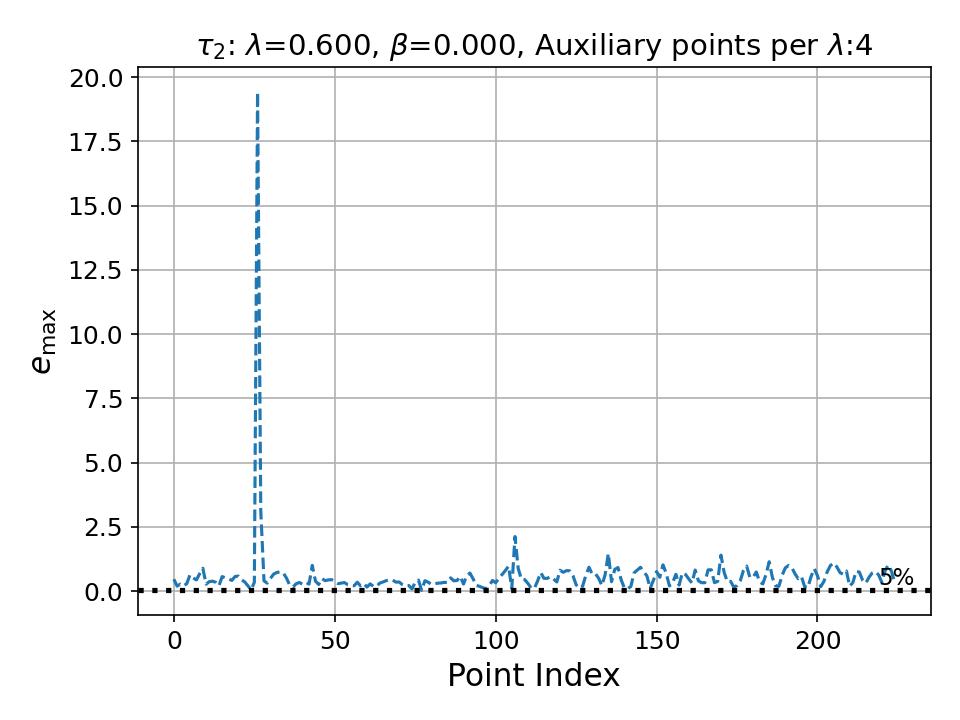 τ₂: λ=0.600, β=0.000, Auxiliary points per λ:4
20.0
17.5
15.0
12.5
10.0
7.5
5.0
2.5
0.0
e_max
5%
0 50 100 150 200
Point Index